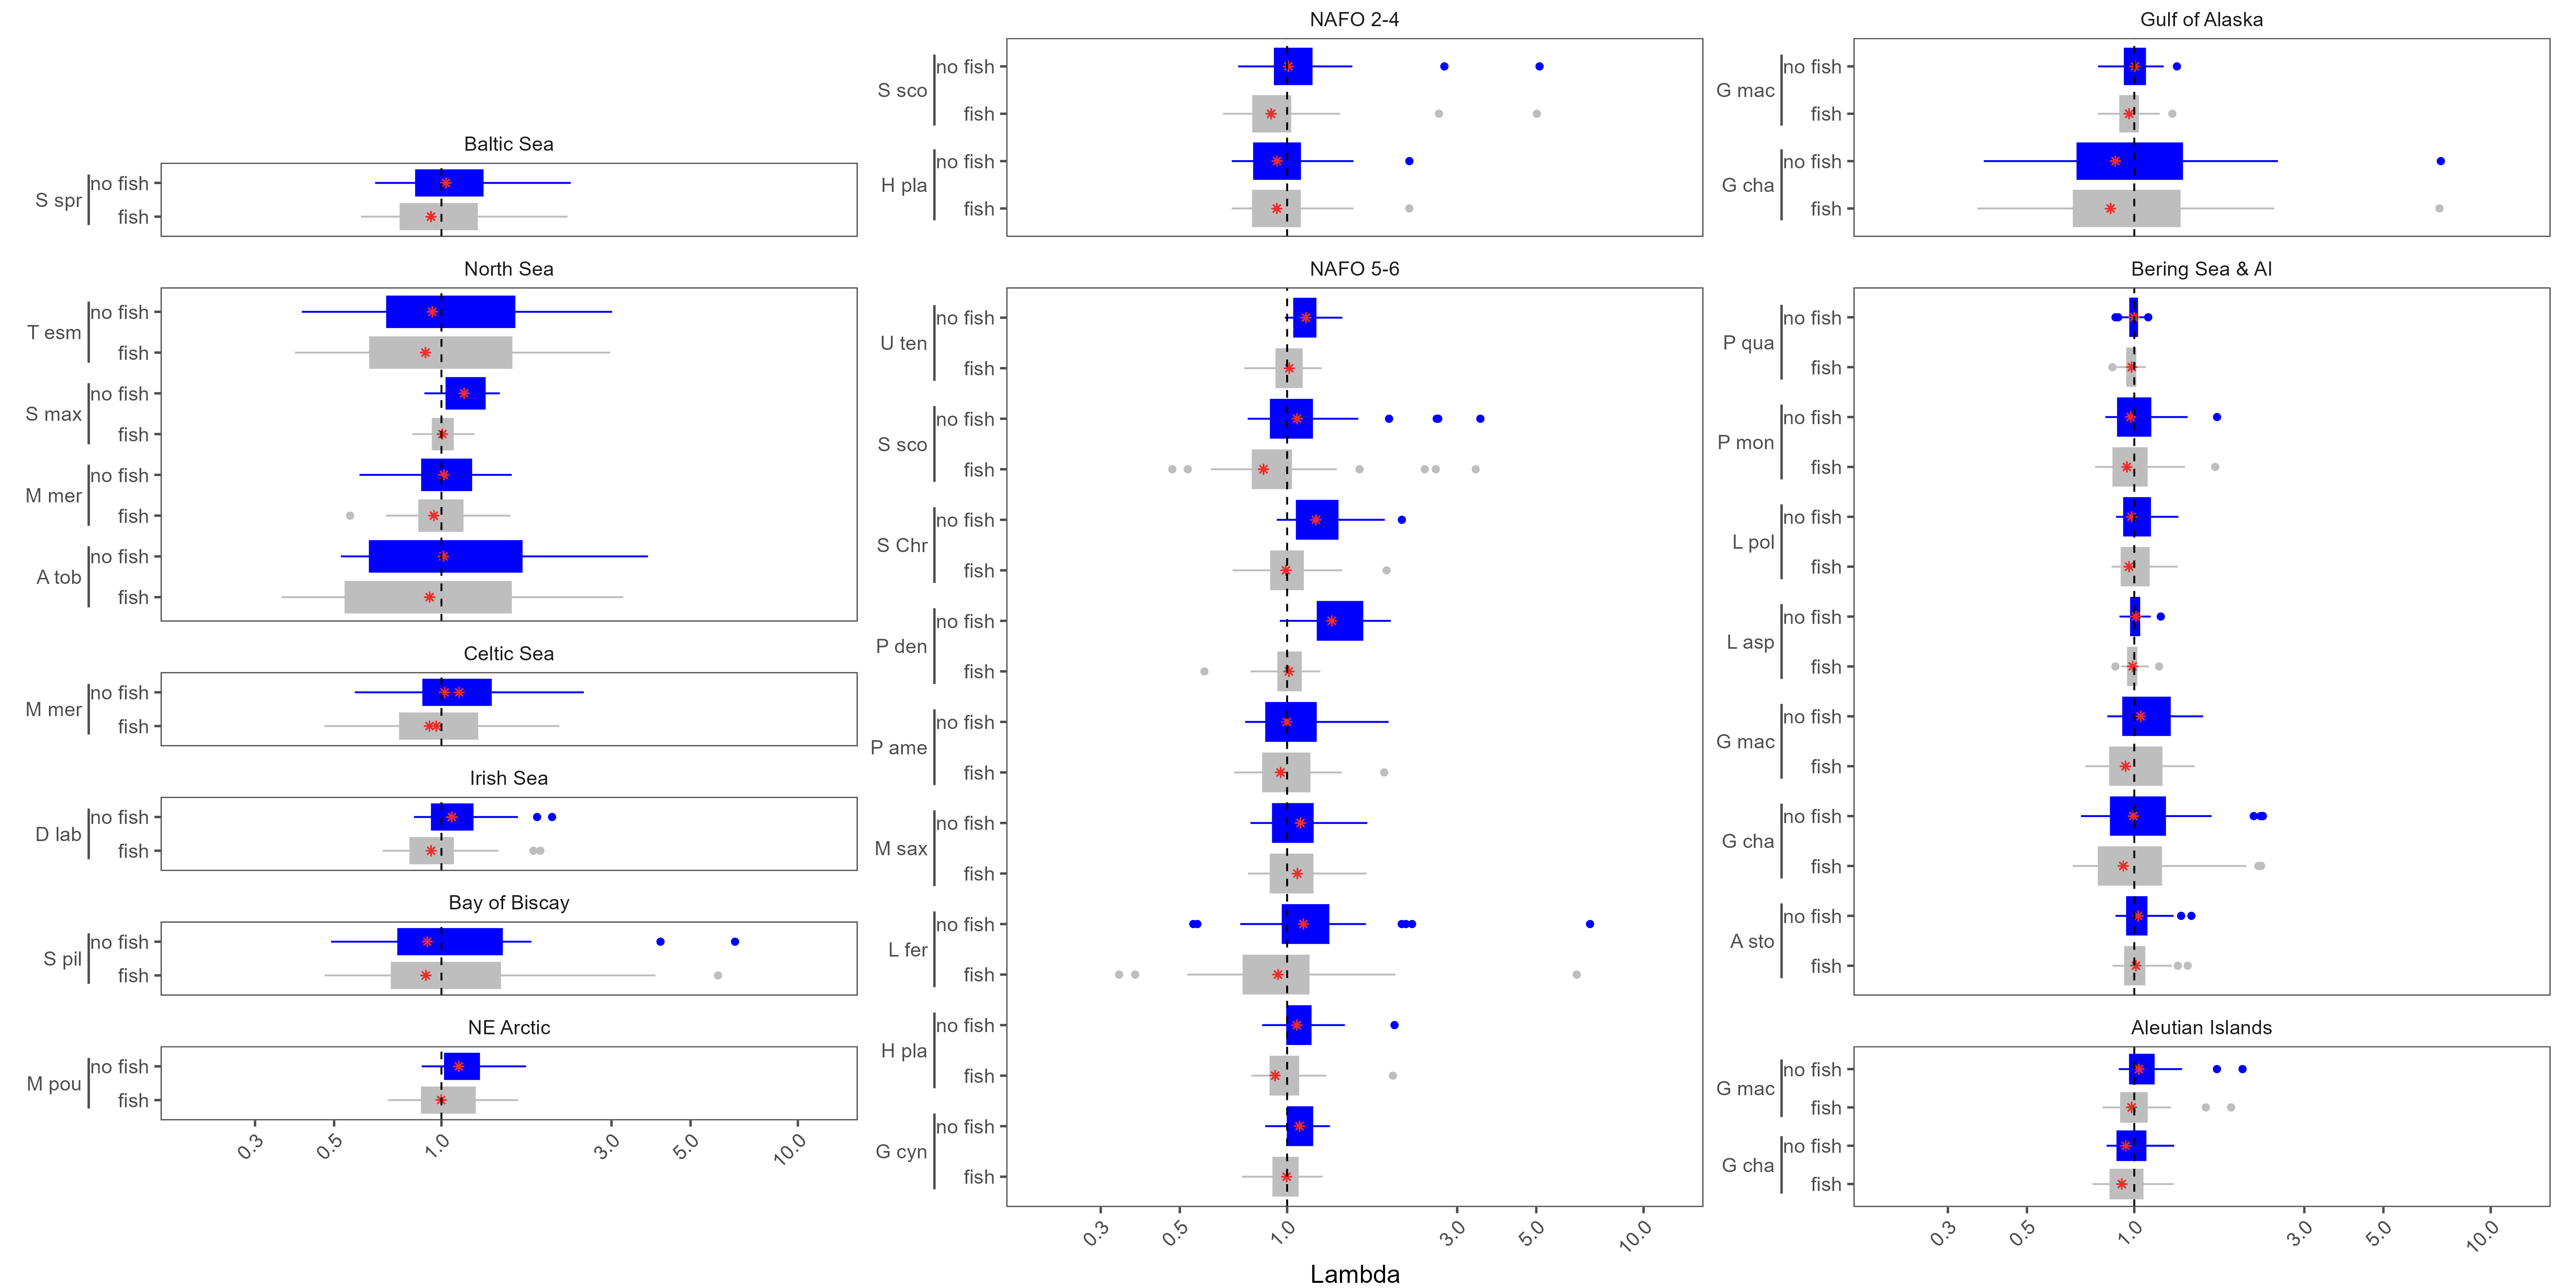 Baltic Sea
S spr
no fish
fish
North Sea
T esm
no fish
fish
S max
no fish
fish
M mer
no fish
fish
A tob
no fish
fish
Celtic Sea
M mer
no fish
fish
Irish Sea
D lab
no fish
fish
Bay of Biscay
S pil
no fish
fish
NE Arctic
M pou
no fish
fish
0.3 0.5 1.0 3.0 5.0 10.0
NAFO 2-4
S sco
no fish
fish
H pla
no fish
fish
NAFO 5-6
U ten
no fish
fish
S sco
no fish
fish
S Chr
no fish
fish
P den
no fish
fish
P ame
no fish
fish
M sax
no fish
fish
L fer
no fish
fish
H pla
no fish
fish
G cyn
no fish
fish
0.3 0.5 1.0 3.0 5.0 10.0
Gulf of Alaska
G mac
no fish
fish
G cha
no fish
fish
Bering Sea & AI
P qua
no fish
fish
P mon
no fish
fish
L pol
no fish
fish
L asp
no fish
fish
G mac
no fish
fish
G cha
no fish
fish
A sto
no fish
fish
Aleutian Islands
G mac
no fish
fish
G cha
no fish
fish
0.3 0.5 1.0 3.0 5.0 10.0
Lambda